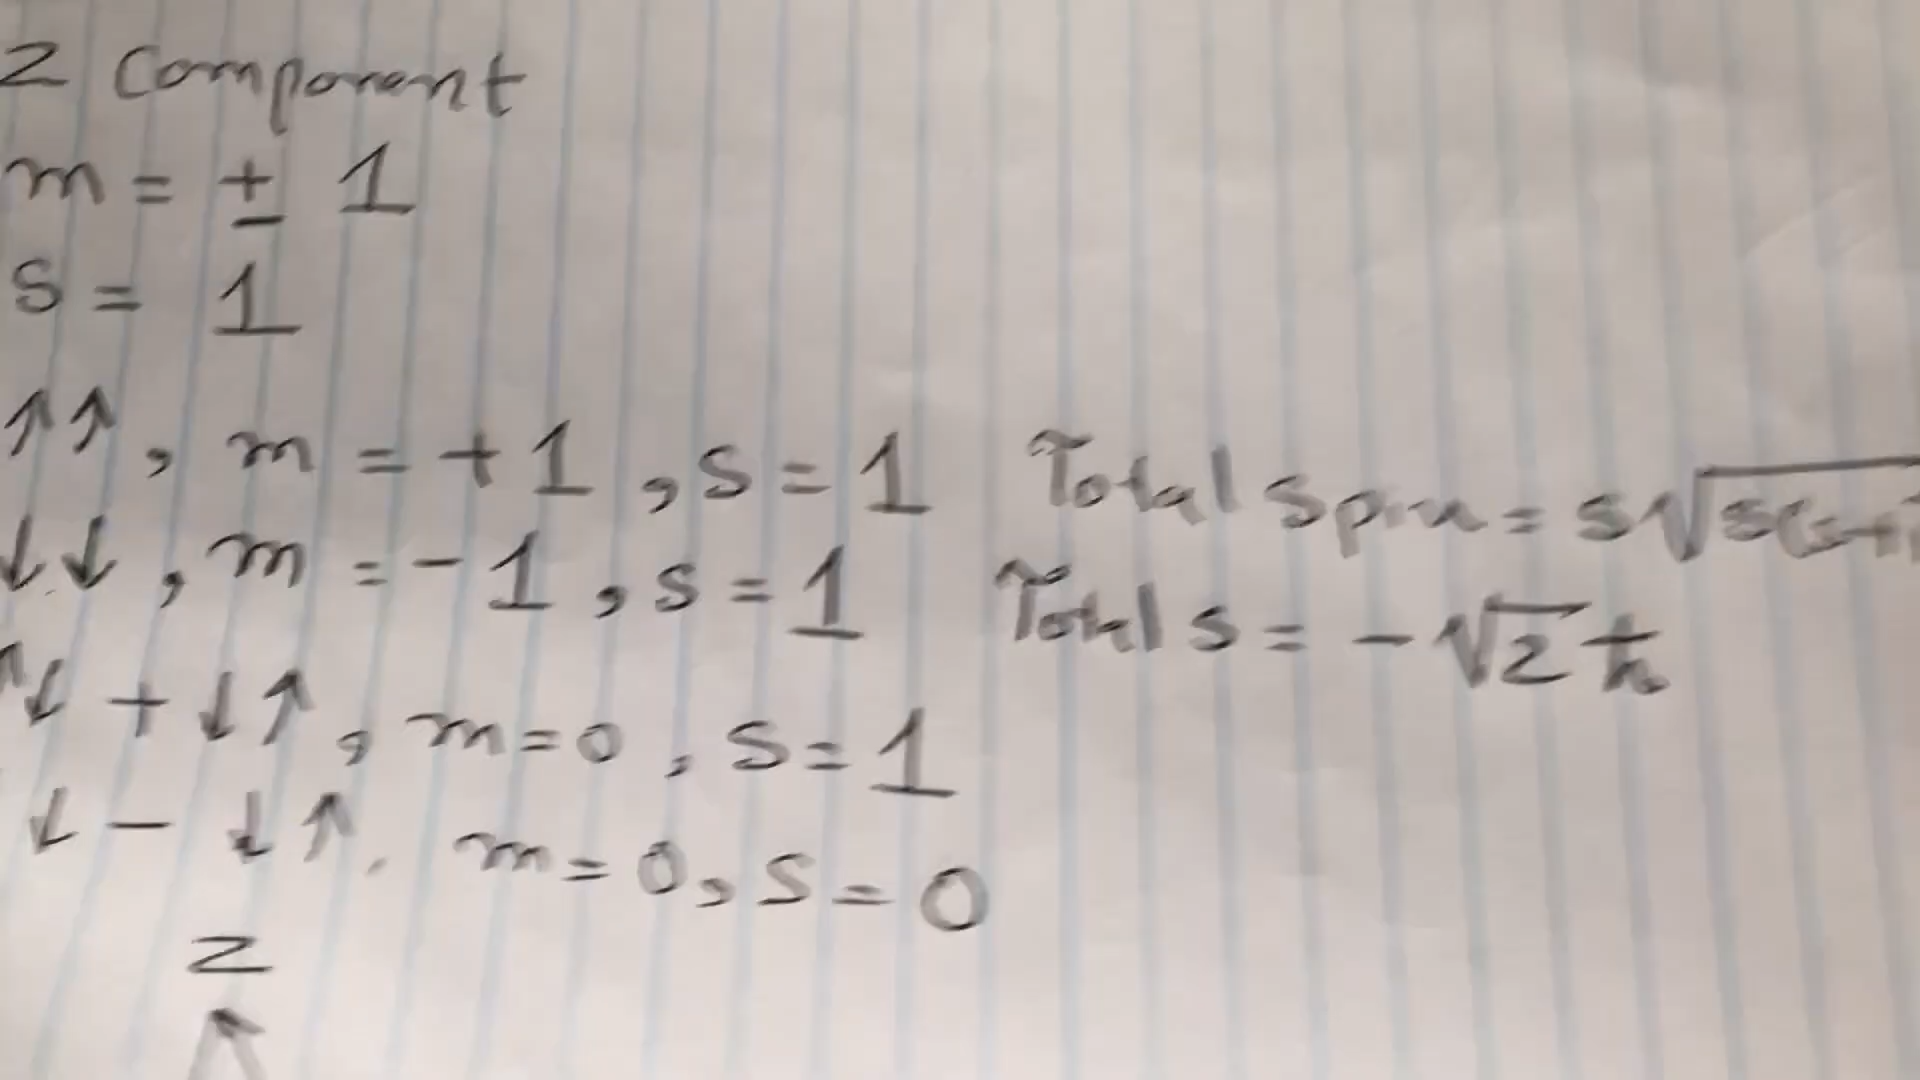 Z Component
m = ± 1
S = 1
↑↑, m = +1, s = 1 Total Spin = s√s(s+1
↓↓, m = -1, s = 1 Total s = -√2 ħ
↑↓ + ↓↑, m = 0, S = 1
↓ - ↓↑, m = 0, S = 0
Z
↑